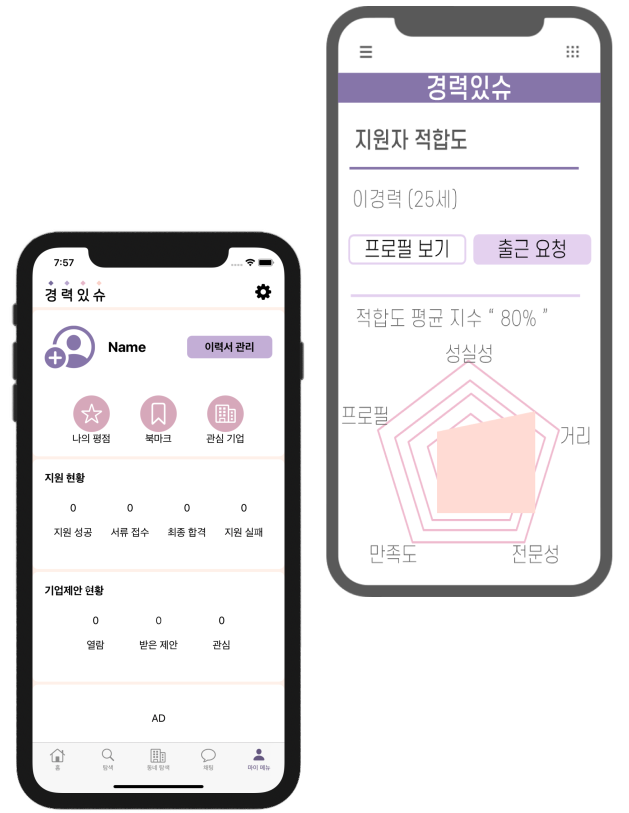 경력있슈
지원자 적합도
이경력 (25세)
프로필 보기
출근 요청
적합도 평균 지수 “ 80% ”
성실성
프로필
거리
만족도
전문성
7:57
경력있슈
Name
이력서 관리
나의 평점
북마크
관심 기업
지원 현황
0
0
0
0
지원 성공
서류 접수
최종 합격
지원 실패
기업제안 현황
0
0
0
열람
받은 제안
관심
AD
홈
탐색
동네 탐색
채팅
마이 메뉴